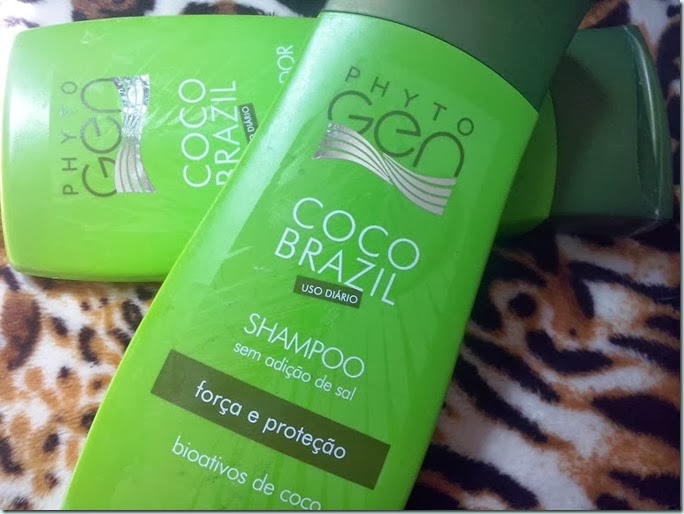 PHYTO
Gen
COCO
BRAZIL
USO DIÁRIO
SHAMPOO
sem adição de sal
força e proteção
bioativos de coco
PHYTO
Gen
COCO
BRAZIL
USO DIÁRIO